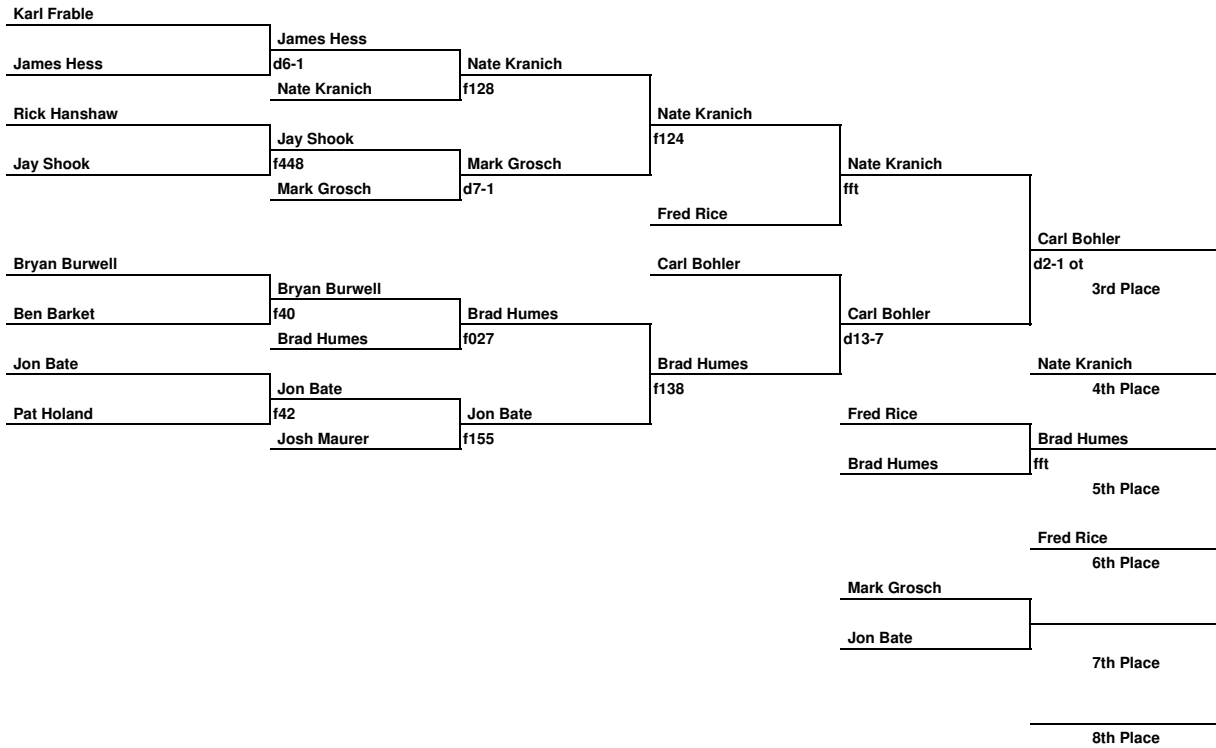 Karl Frable
James Hess
James Hess
d6-1
Nate Kranich
Nate Kranich
f128
Rick Hanshaw
Nate Kranich
f124
Jay Shook
Jay Shook
f448
Mark Grosch
Mark Grosch
d7-1
Nate Kranich
fft
Fred Rice
Carl Bohler
d2-1 ot
3rd Place
Bryan Burwell
Carl Bohler
Bryan Burwell
Ben Barket
f40
Brad Humes
Brad Humes
f027
Carl Bohler
d13-7
Jon Bate
Brad Humes
f138
Nate Kranich
4th Place
Jon Bate
Pat Holand
f42
Josh Maurer
Jon Bate
f155
Fred Rice
Brad Humes
Brad Humes
fft
5th Place
Fred Rice
6th Place
Mark Grosch
Jon Bate
7th Place
8th Place